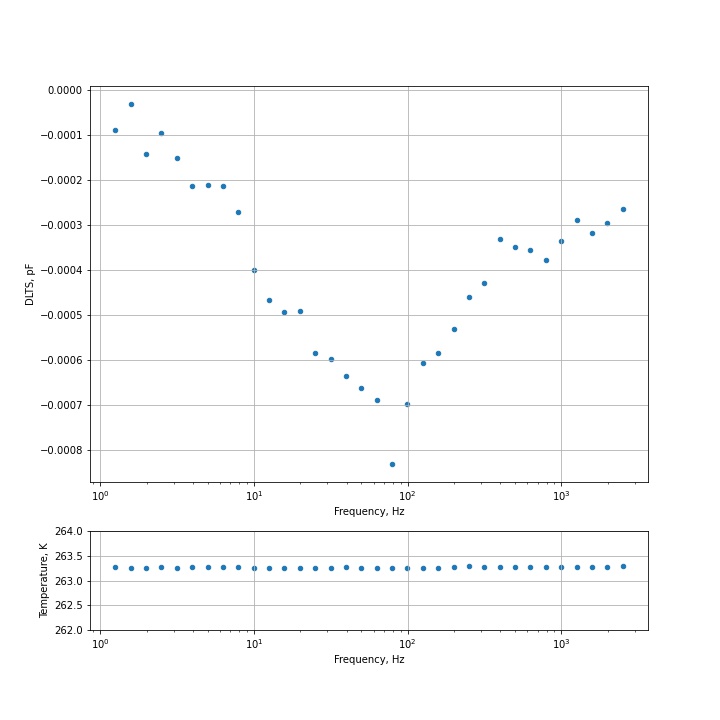 0.0000
−0.0001
−0.0002
−0.0003
−0.0004
−0.0005
−0.0006
−0.0007
−0.0008
DLTS, pF
10⁰ 10¹ 10² 10³
Frequency, Hz
264.0
263.5
263.0
262.5
262.0
Temperature, K
10⁰ 10¹ 10² 10³
Frequency, Hz